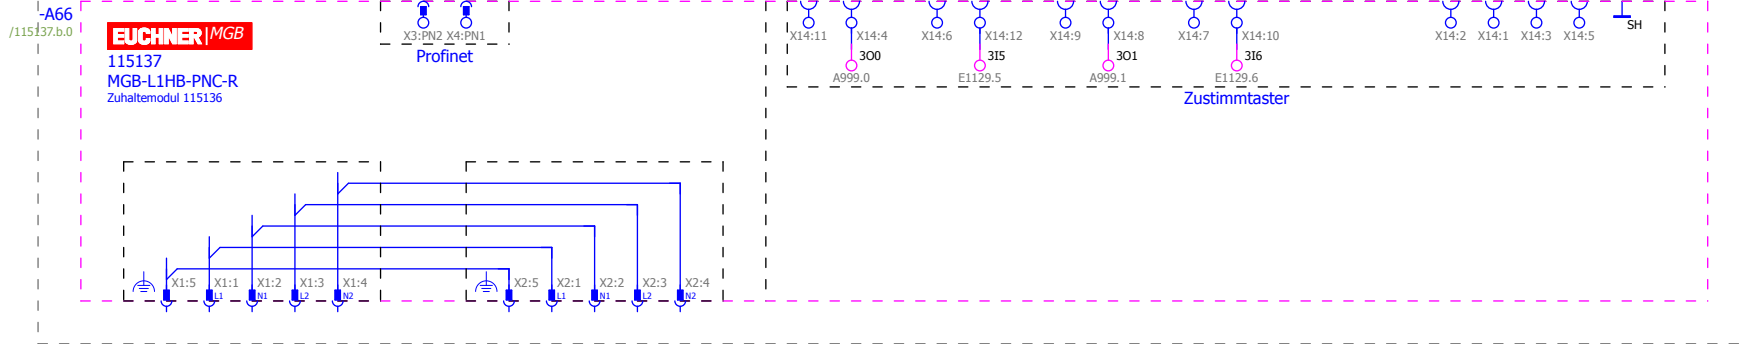 -A66
/115137.b.0
EUCHNER|MGB
115137
MGB-L1HB-PNC-R
Zuhaltemodul 115136
X3:PN2 X4:PN1
Profinet
X14:11 X14:4 X14:6 X14:12 X14:9 X14:8 X14:7 X14:10 X14:2 X14:1 X14:3 X14:5 SH
3O0 3I5 3O1 3I6
A999.0 E1129.5 A999.1 E1129.6
Zustimmtaster
X1:5 X1:1 X1:2 X1:3 X1:4 X2:5 X2:1 X2:2 X2:3 X2:4
L1 N1 L2 N2 L1 N1 L2 N2